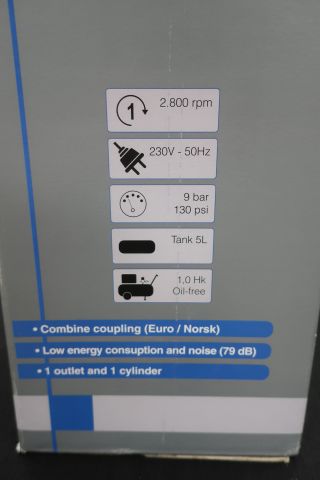 1
2.800 rpm
230V - 50Hz
9 bar
130 psi
Tank 5L
1,0 Hk
Oil-free
• Combine coupling (Euro / Norsk)
• Low energy consuption and noise (79 dB)
• 1 outlet and 1 cylinder